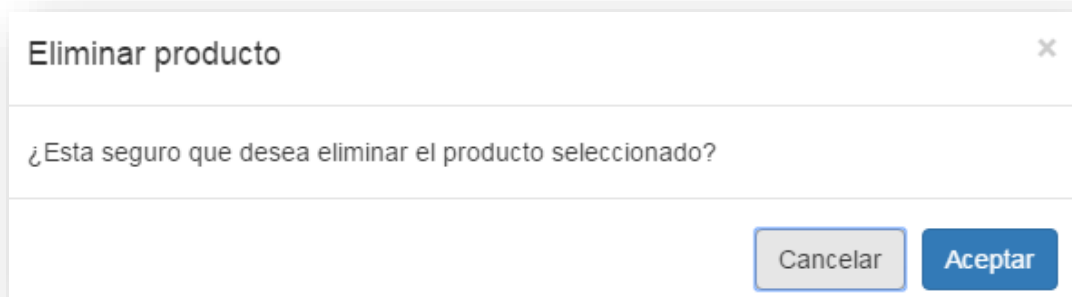 Eliminar producto ×
¿Esta seguro que desea eliminar el producto seleccionado?
Cancelar Aceptar